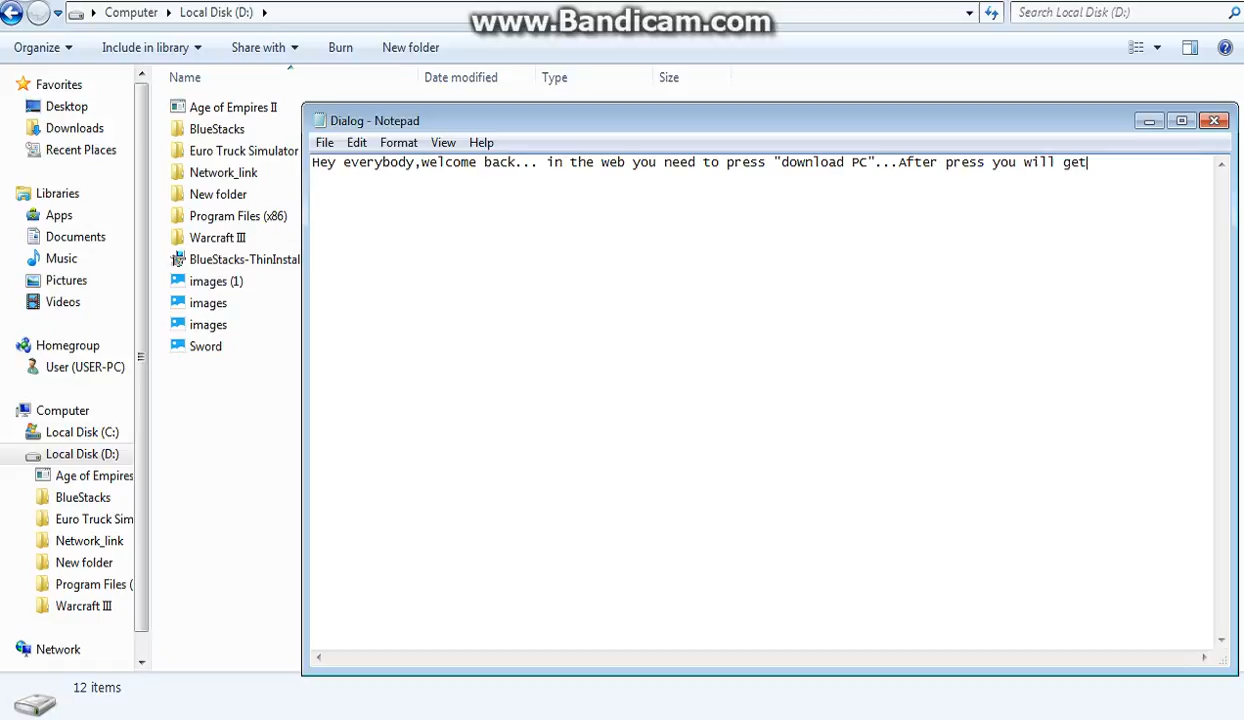 Computer Local Disk (D:)
www.Bandicam.com
Search Local Disk (D:)
Organize Include in library Share with Burn New folder
Favorites
Desktop
Downloads
Recent Places
Libraries
Apps
Documents
Music
Pictures
Videos
Homegroup
User (USER-PC)
Computer
Local Disk (C:)
Local Disk (D:)
Age of Empires
BlueStacks
Euro Truck Sim
Network_link
New folder
Program Files (
Warcraft III
Network
Name Date modified Type Size
Age of Empires II
BlueStacks
Euro Truck Simulator
Network_link
New folder
Program Files (x86)
Warcraft III
BlueStacks-ThinInstal
images (1)
images
images
Sword
Dialog - Notepad
File Edit Format View Help
Hey everybody,welcome back... in the web you need to press "download PC"...After press you will get
12 items